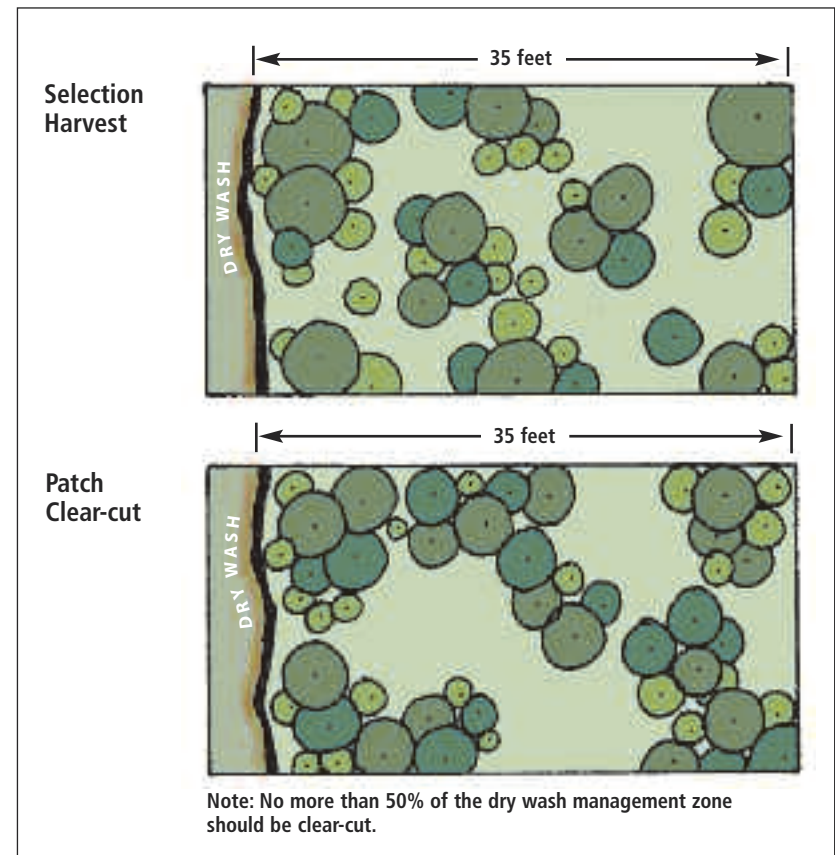 35 feet
Selection
Harvest
DRY WASH
35 feet
Patch
Clear-cut
DRY WASH
Note: No more than 50% of the dry wash management zone
should be clear-cut.